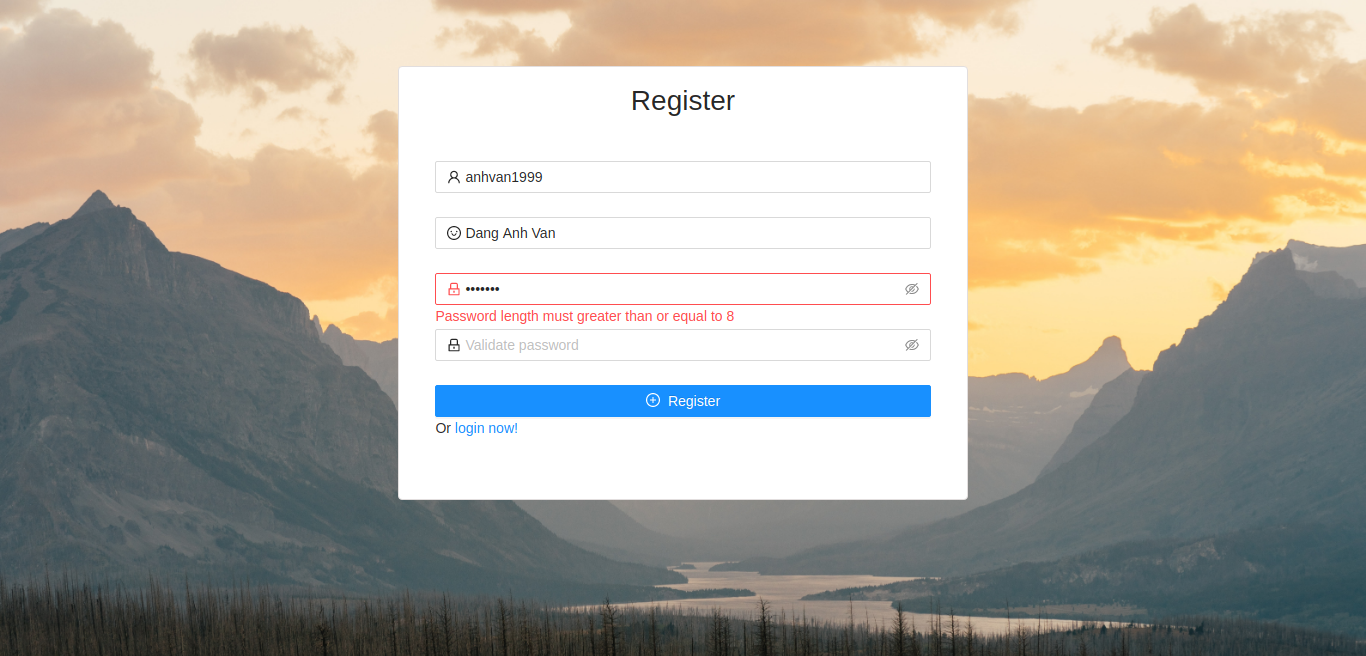 Register
anhvan1999
Dang Anh Van
•••••••
Password length must greater than or equal to 8
Validate password
Register
Or login now!